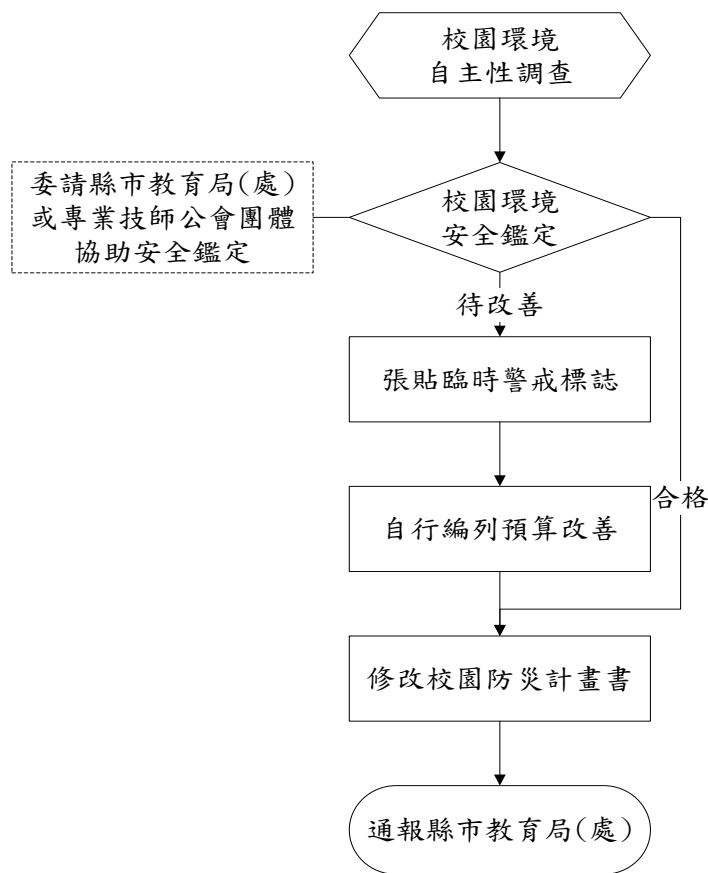 校園環境
自主性調查
委請縣市教育局(處)
或專業技師公會團體
協助安全鑑定
校園環境
安全鑑定
待改善
張貼臨時警戒標誌
合格
自行編列預算改善
修改校園防災計畫書
通報縣市教育局(處)